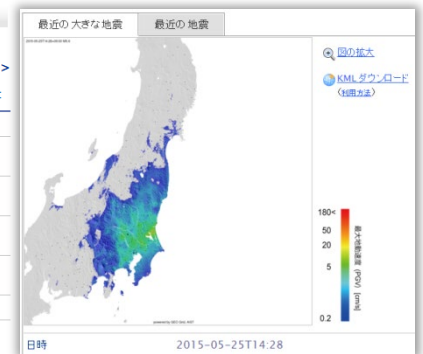 最近の大きな地震 最近の地震
図の拡大
KMLダウンロード
(利用方法)
>
180<
50
20
5
0.2
最大地動速度 (PGV) [cm/s]
日時 2015-05-25T14:28